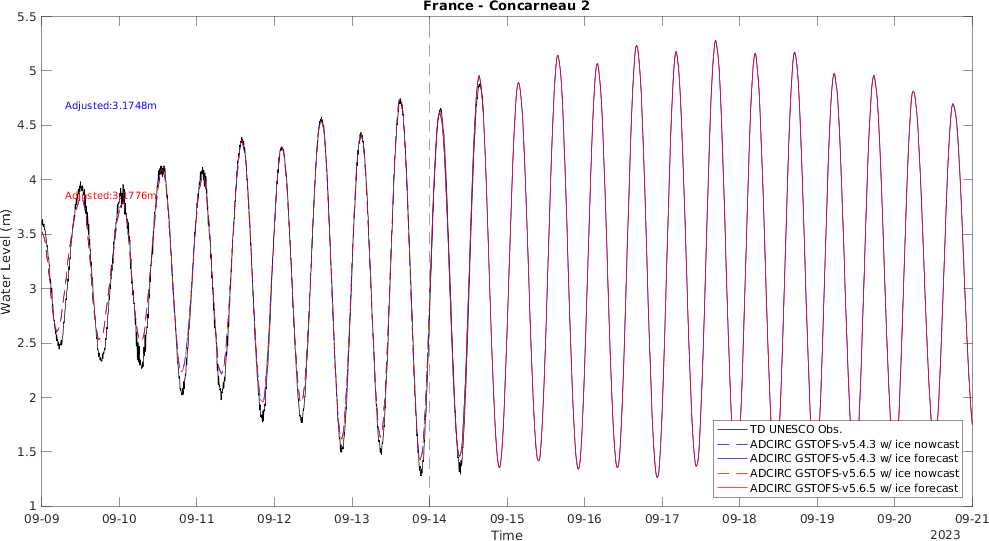 France - Concarneau 2
5.5
5
4.5
4
3.5
3
2.5
2
1.5
1
Water Level (m)
Adjusted:3.1748m
Adjusted:3.1776m
TD UNESCO Obs.
ADCIRC GSTOFS-v5.4.3 w/ ice nowcast
ADCIRC GSTOFS-v5.4.3 w/ ice forecast
ADCIRC GSTOFS-v5.6.5 w/ ice nowcast
ADCIRC GSTOFS-v5.6.5 w/ ice forecast
09-09 09-10 09-11 09-12 09-13 09-14 09-15 09-16 09-17 09-18 09-19 09-20 09-21
Time
2023